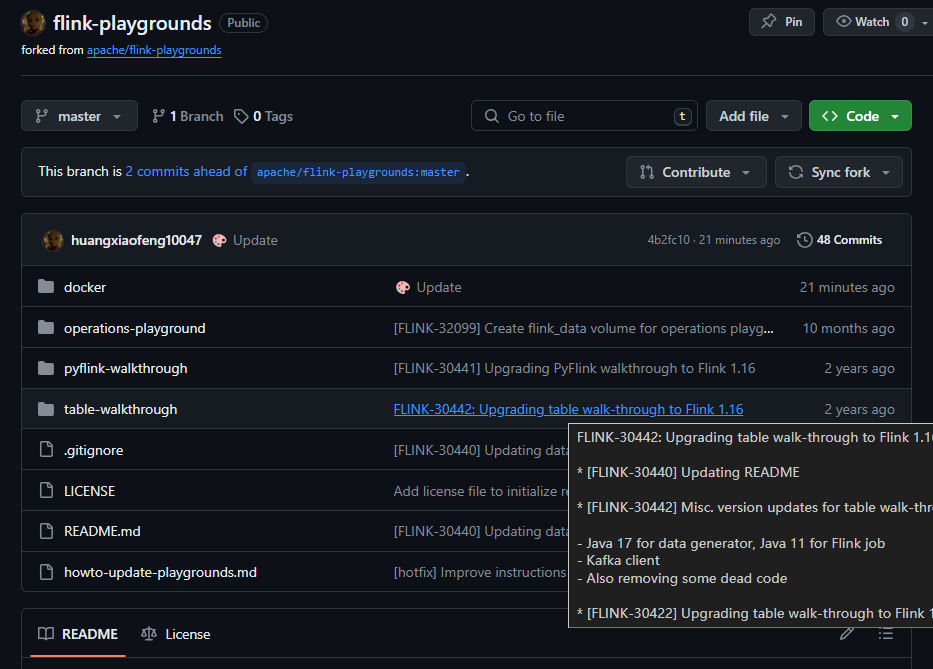 flink-playgrounds Public Pin Watch 0
forked from apache/flink-playgrounds
master 1 Branch 0 Tags Go to file t Add file Code
This branch is 2 commits ahead of apache/flink-playgrounds:master . Contribute Sync fork
huangxiaofeng10047 Update 4b2fc10 · 21 minutes ago 48 Commits
docker Update 21 minutes ago
operations-playground [FLINK-32099] Create flink_data volume for operations playg... 10 months ago
pyflink-walkthrough [FLINK-30441] Upgrading PyFlink walkthrough to Flink 1.16 2 years ago
table-walkthrough FLINK-30442: Upgrading table walk-through to Flink 1.16 2 years ago
.gitignore [FLINK-30440] Updating data
LICENSE Add license file to initialize
README.md [FLINK-30440] Updating data
howto-update-playgrounds.md [hotfix] Improve instructions
FLINK-30442: Upgrading table walk-through to Flink 1.16
* [FLINK-30440] Updating README
* [FLINK-30442] Misc. version updates for table
- Java 17 for data generator, Java 11 for Flink job
- Kafka client
- Also removing some dead code
* [FLINK-30422] Upgrading table walk-through to Flink
README License